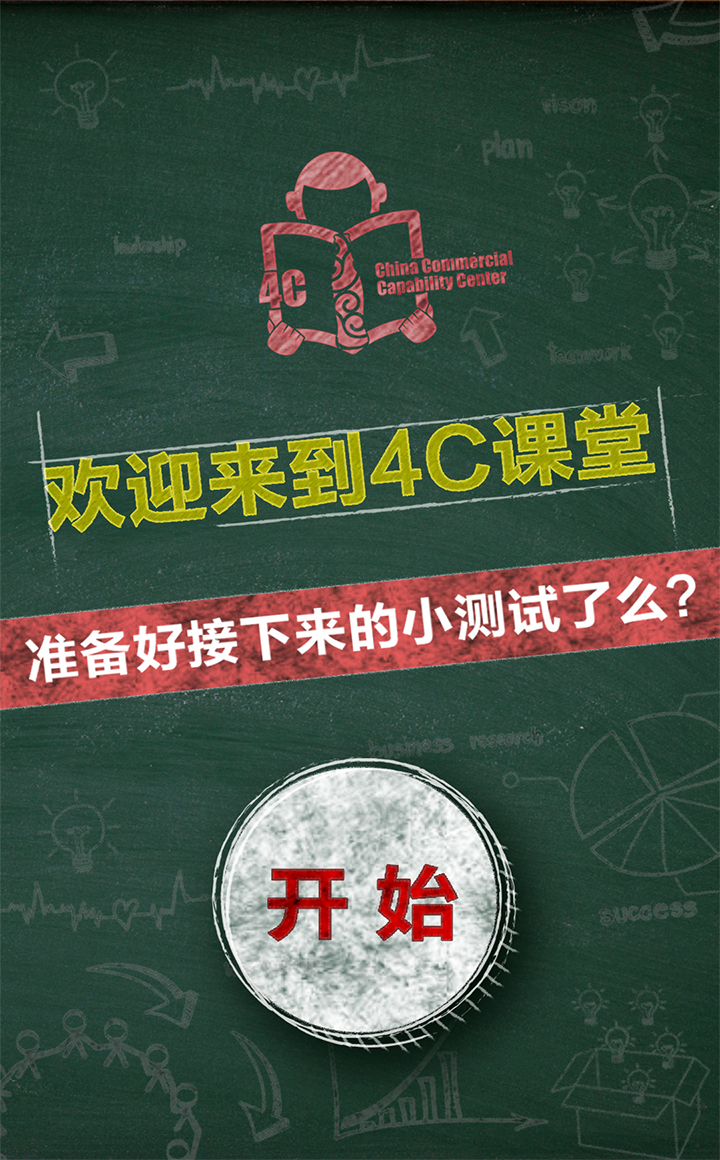 vison
plan
leadership
4C
China Commercial
Capability Center
teamwork
欢迎来到4C课堂
准备好接下来的小测试了么?
business research
开始
success